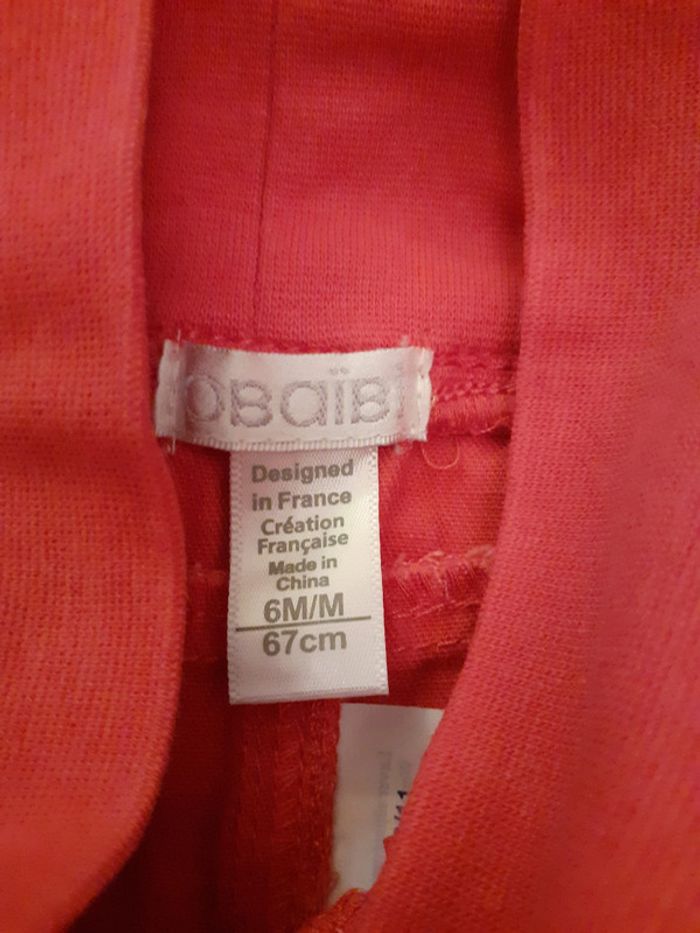 obaïbi
Designed
in France
Création
Française
Made in
China
6M/M
67cm